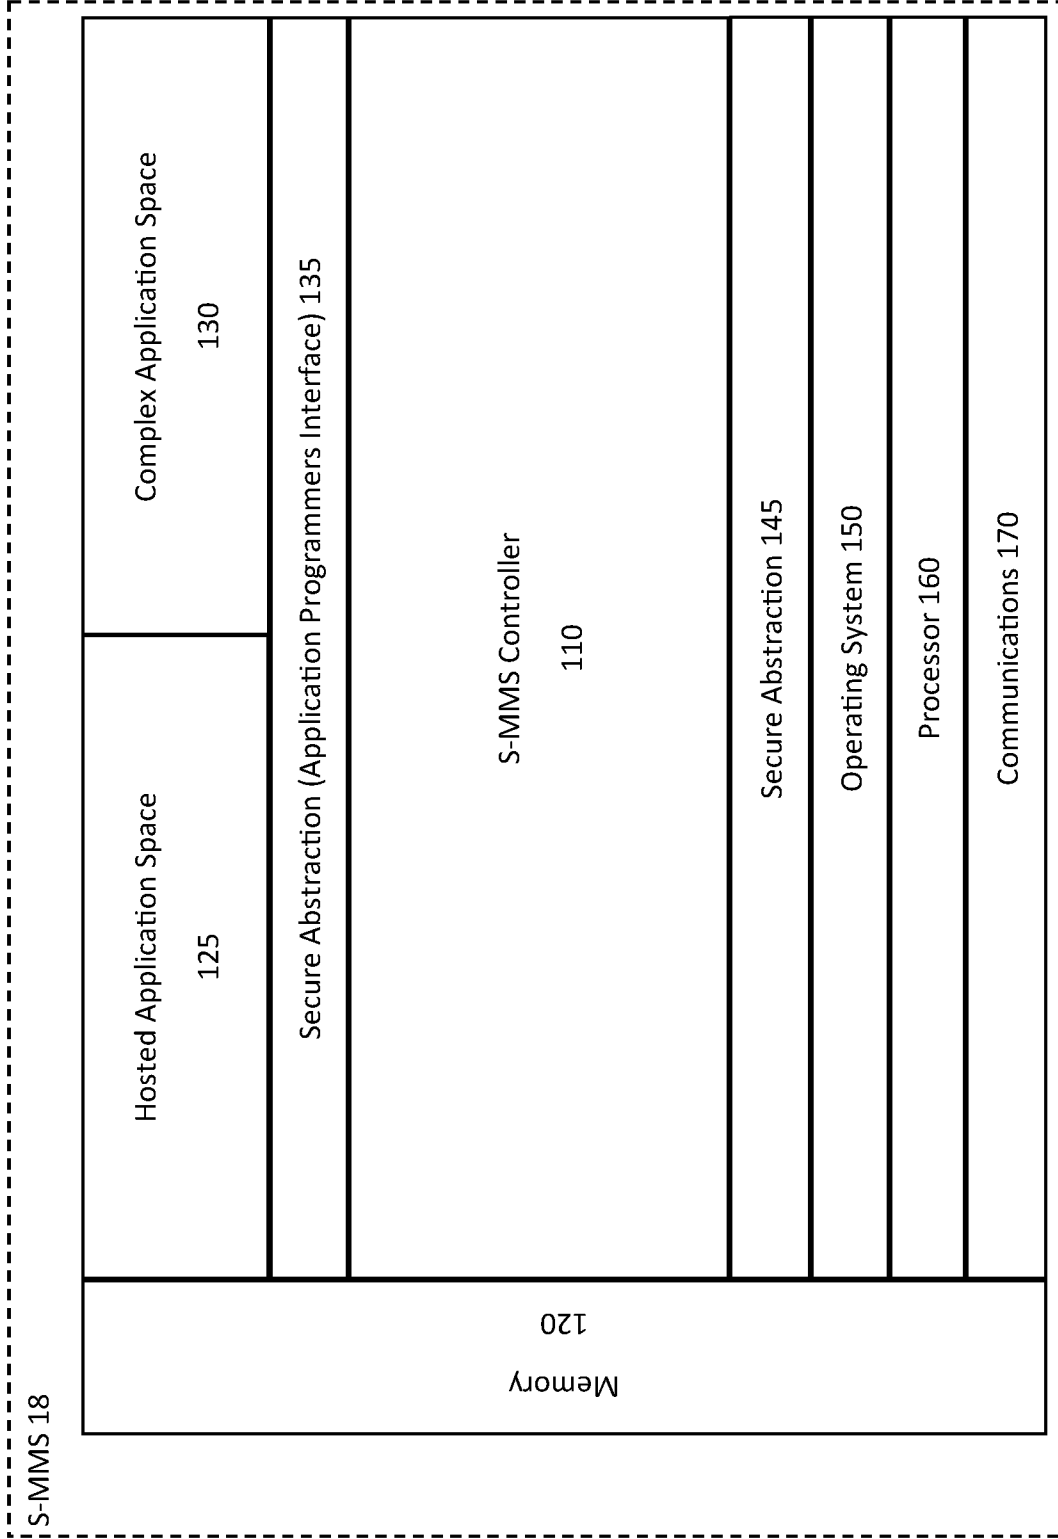 S-MMS 18
Memory
120
Hosted Application Space
125
Complex Application Space
130
Secure Abstraction (Application Programmers Interface) 135
S-MMS Controller
110
Secure Abstraction 145
Operating System 150
Processor 160
Communications 170